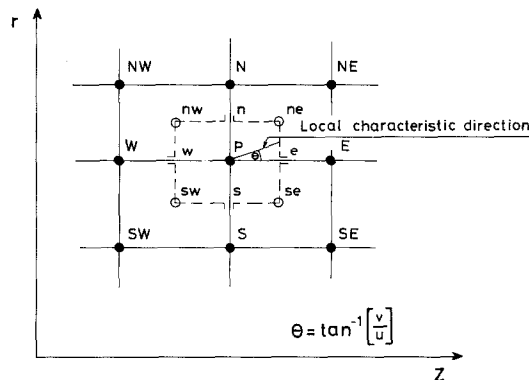 r
NW N NE
nw n ne
Local characteristic direction
W w P θ e E
sw s se
SW S SE
θ = tan⁻¹ [v/u]
Z